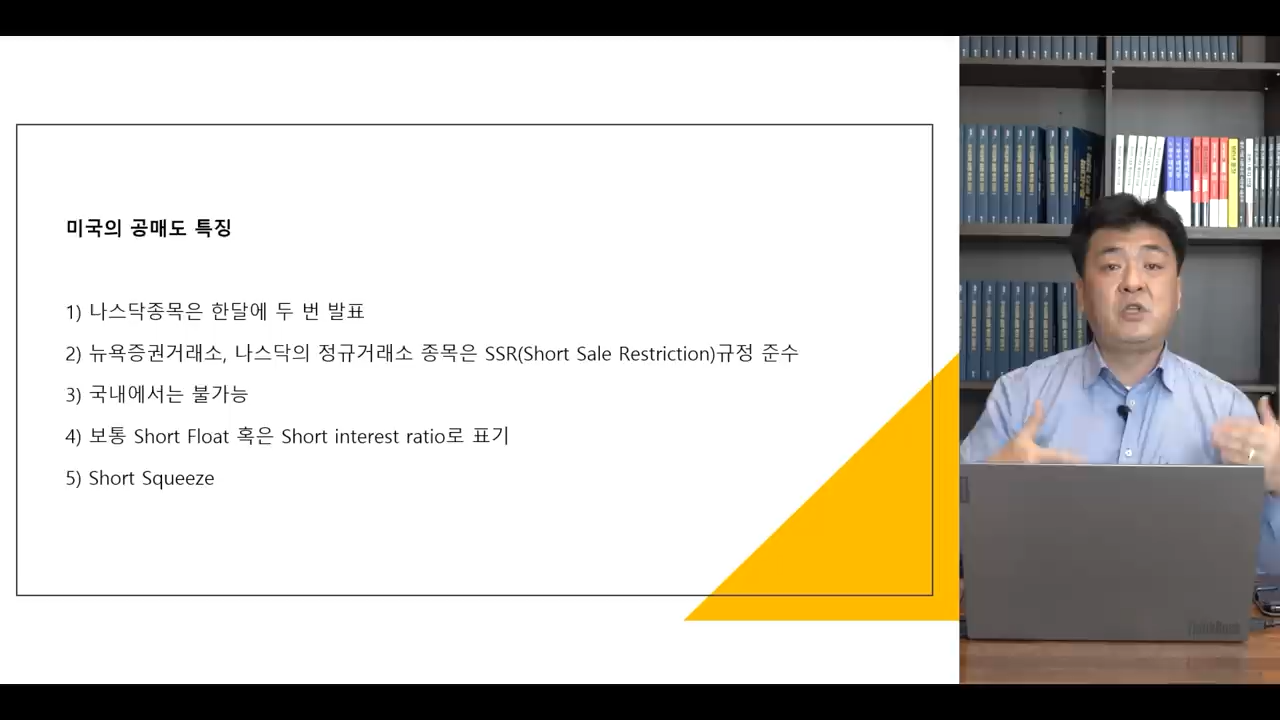 미국의 공매도 특징
1) 나스닥종목은 한달에 두 번 발표
2) 뉴욕증권거래소, 나스닥의 정규거래소 종목은 SSR(Short Sale Restriction)규정 준수
3) 국내에서는 불가능
4) 보통 Short Float 혹은 Short interest ratio로 표기
5) Short Squeeze
ThinkBook